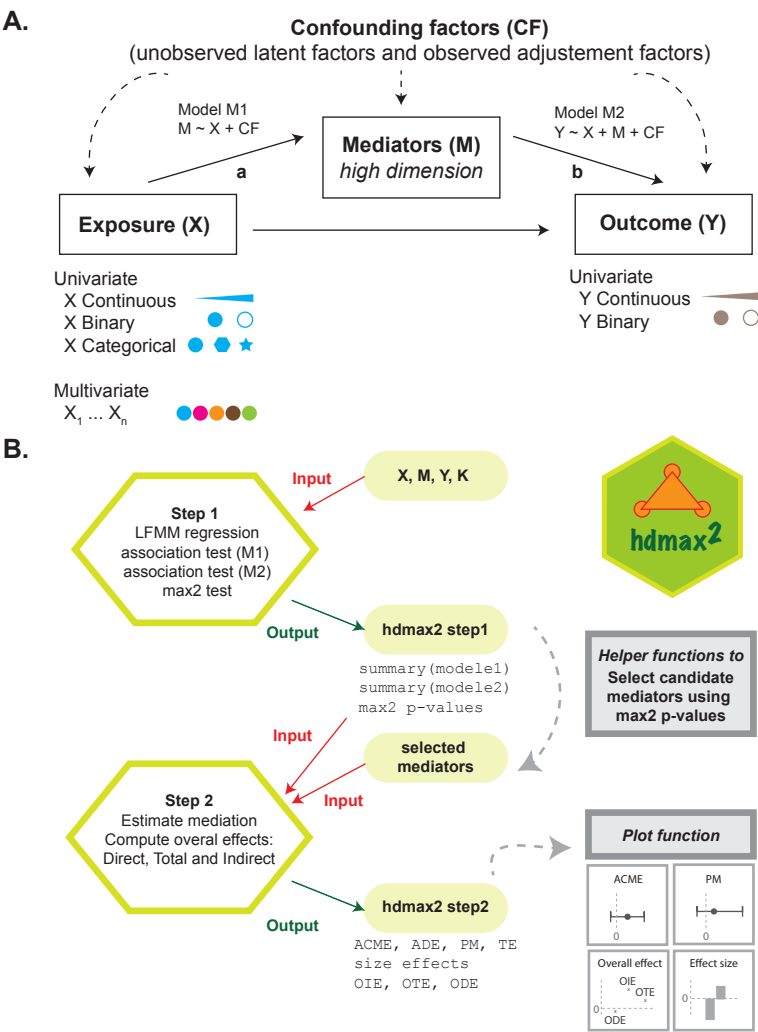 A.
Confounding factors (CF)
(unobserved latent factors and observed adjustement factors)
Model M1
M ~ X + CF
a
Mediators (M)
high dimension
Model M2
Y ~ X + M + CF
b
Exposure (X)
Outcome (Y)
Univariate
X Continuous
X Binary
X Categorical
Multivariate
X₁ ... Xₙ
Univariate
Y Continuous
Y Binary
B.
Step 1
LFMM regression
association test (M1)
association test (M2)
max2 test
Input
X, M, Y, K
hdmax²
Output
hdmax2 step1
summary(modele1)
summary(modele2)
max2 p-values
Helper functions to
Select candidate
mediators using
max2 p-values
Input
selected
mediators
Input
Step 2
Estimate mediation
Compute overal effects:
Direct, Total and Indirect
Output
hdmax2 step2
ACME, ADE, PM, TE
size effects
OIE, OTE, ODE
Plot function
ACME
0
PM
0
Overall effect
OIE
OTE
0
ODE
Effect size
0